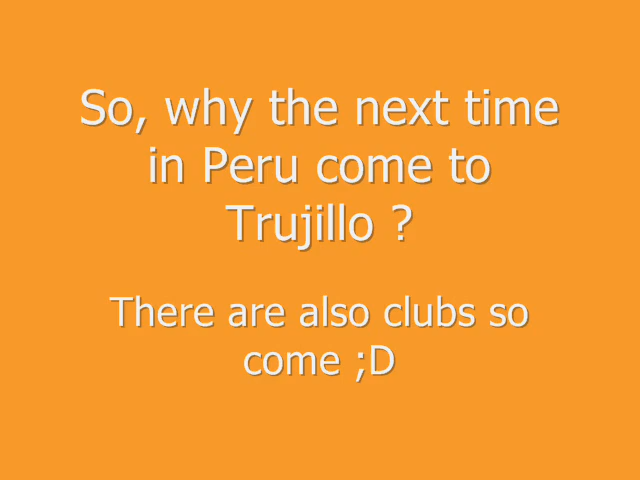 So, why the next time
in Peru come to
Trujillo ?
There are also clubs so
come ;D